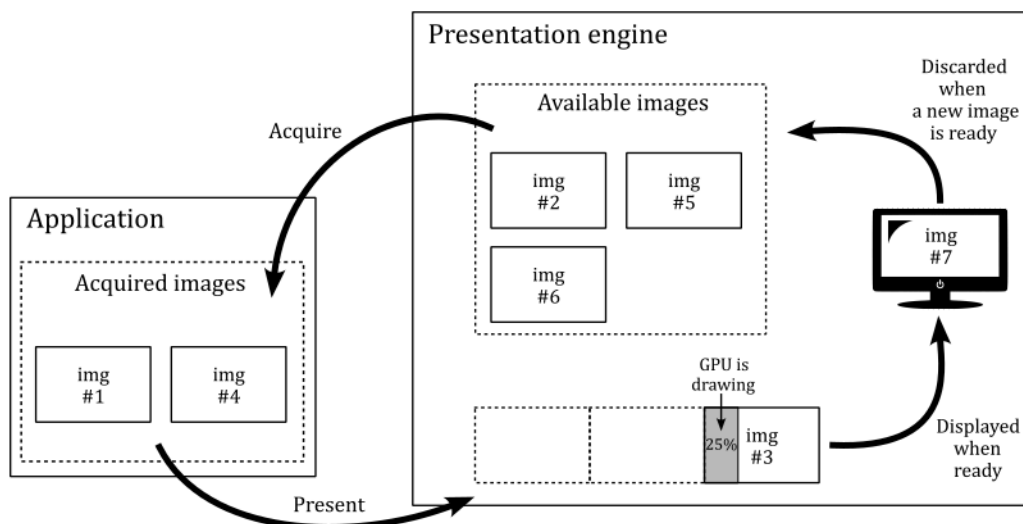 Presentation engine
Available images
img
#2
img
#5
img
#6
Discarded
when
a new image
is ready
img
#7
Acquire
Application
Acquired images
img
#1
img
#4
GPU is
drawing
25%
img
#3
Displayed
when
ready
Present